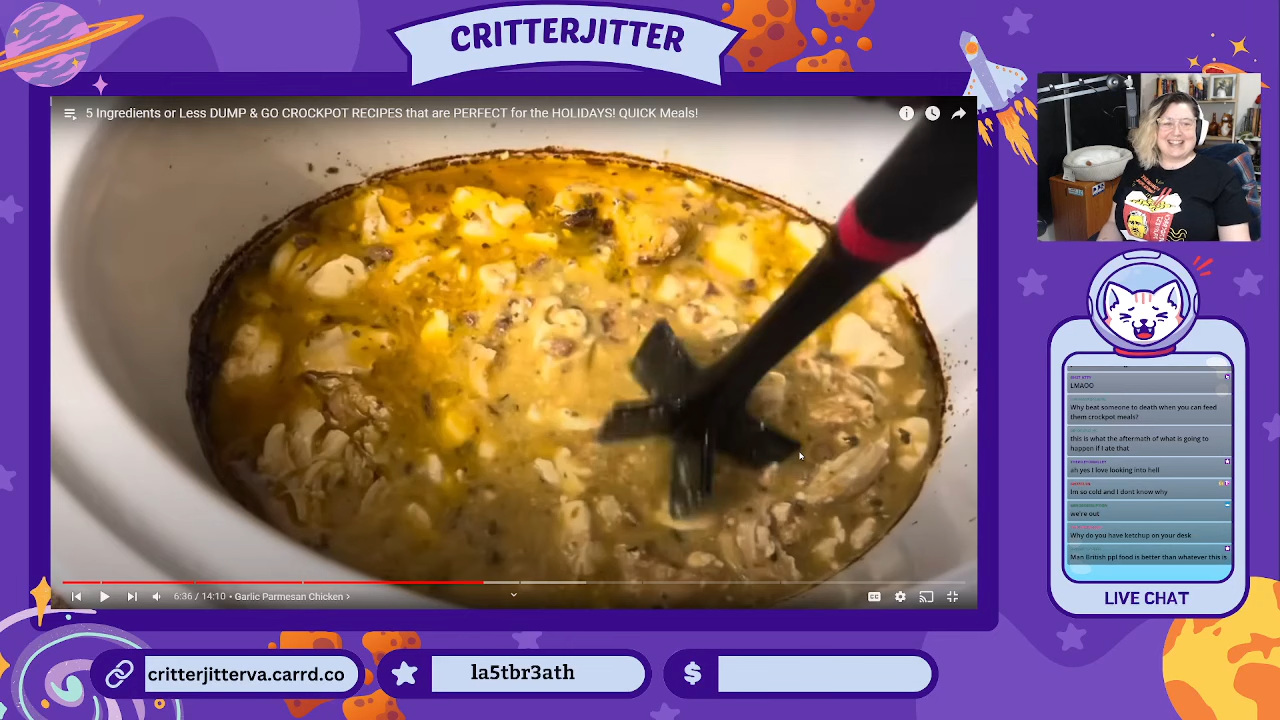 CRITTERJITTER
5 Ingredients or Less DUMP & GO CROCKPOT RECIPES that are PERFECT for the HOLIDAYS! QUICK Meals!
6:36 / 14:10 • Garlic Parmesan Chicken ›
CC
LMAOO
Why beat someone to death when you can feed
them crockpot meals?
this is what the aftermath of what is going to
happen if I ate that
ah yes I love looking into hell
Im so cold and I dont know why
we're out
Why do you have ketchup on your desk
Man British ppl food is better than whatever this is
LIVE CHAT
critterjitterva.carrd.co
la5tbr3ath
$